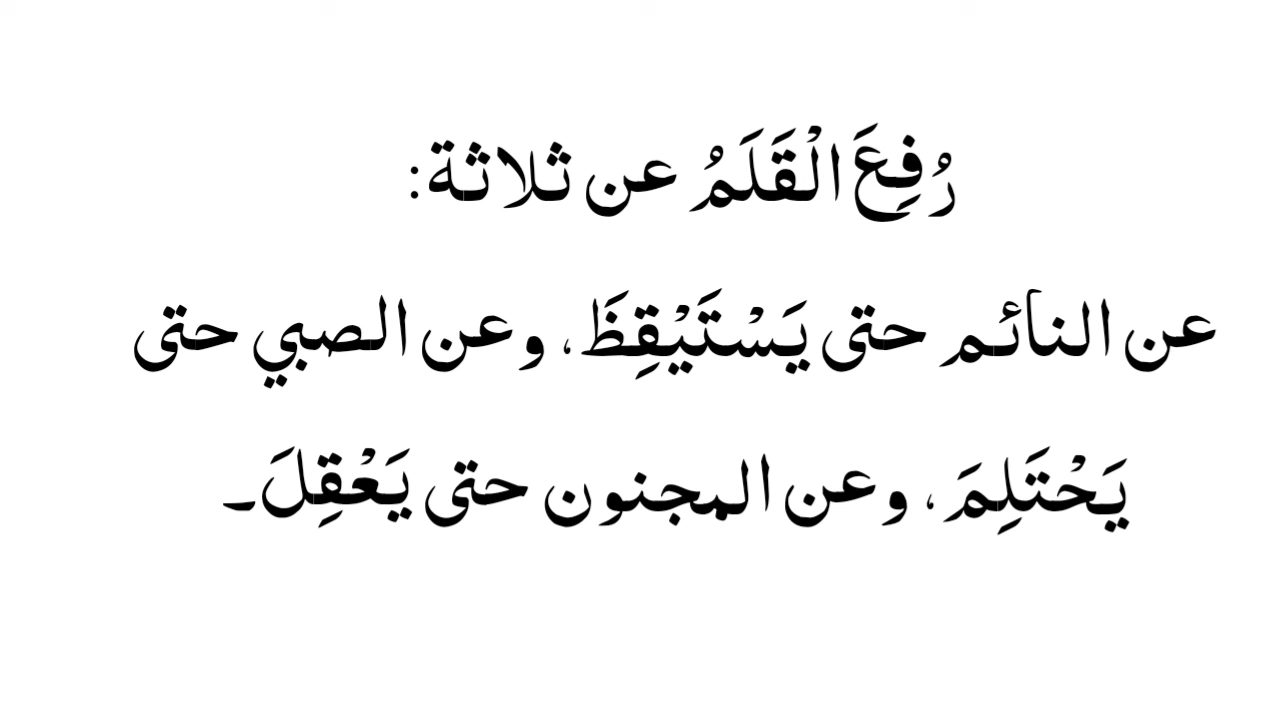 رُفِعَ الْقَلَمُ عن ثلاثة:
عن النائم حتى يَسْتَيْقِظَ، وعن الصبي حتى
يَحْتَلِمَ، وعن المجنون حتى يَعْقِلَ۔